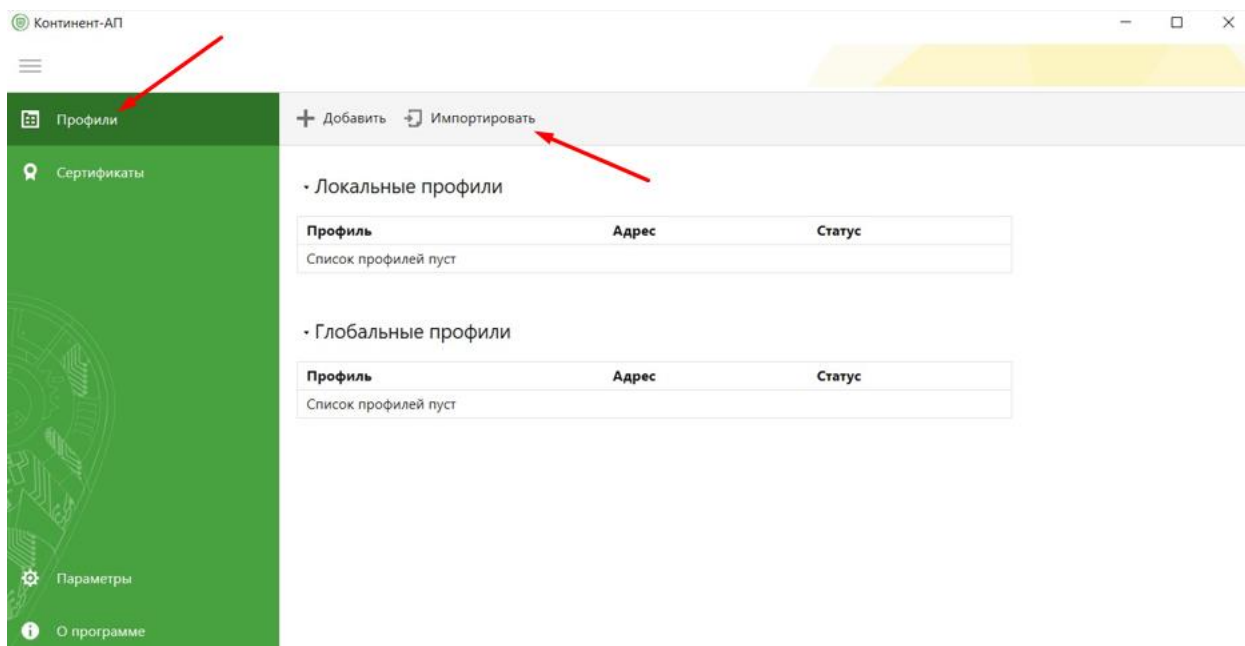 Континент-АП
Профили
Сертификаты
Параметры
О программе
Добавить Импортировать
Локальные профили
Профиль Адрес Статус
Список профилей пуст
Глобальные профили
Профиль Адрес Статус
Список профилей пуст